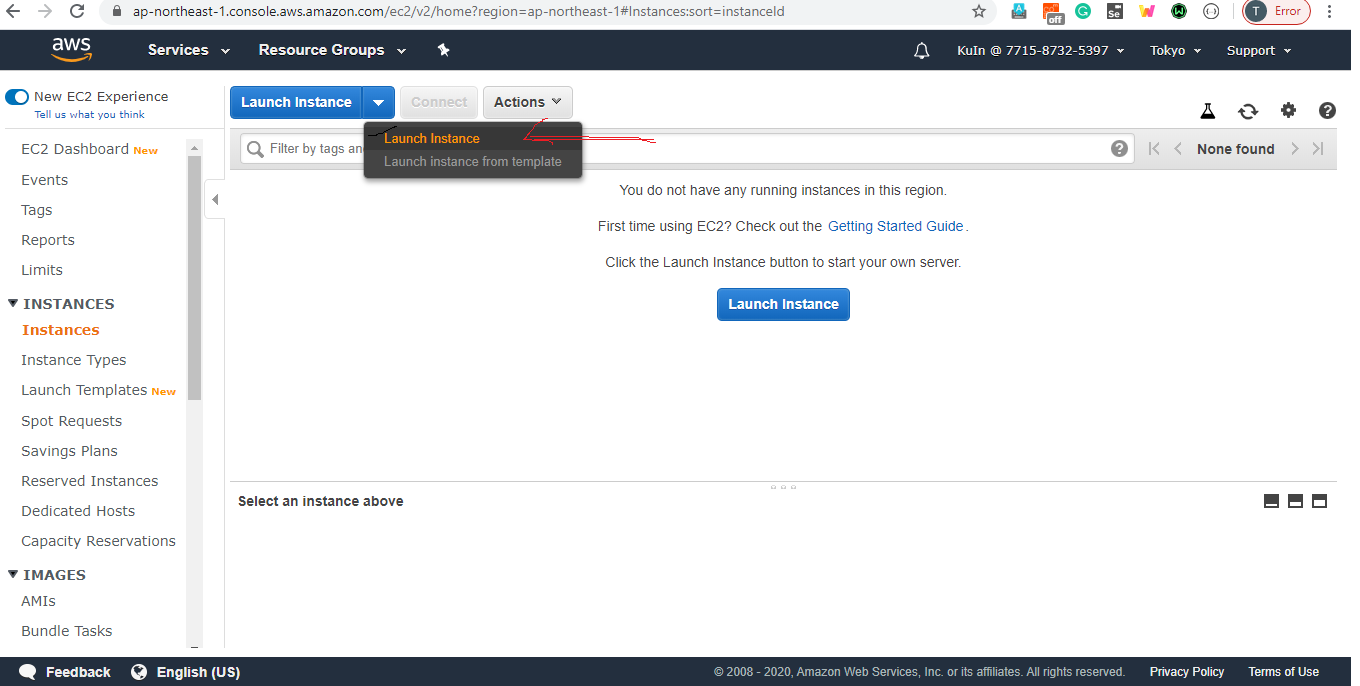 ap-northeast-1.console.aws.amazon.com/ec2/v2/home?region=ap-northeast-1#Instances:sort=instanceId
off
Se
T Error
aws
Services
Resource Groups
KuIn @ 7715-8732-5397
Tokyo
Support
New EC2 Experience
Tell us what you think
EC2 Dashboard New
Events
Tags
Reports
Limits
INSTANCES
Instances
Instance Types
Launch Templates New
Spot Requests
Savings Plans
Reserved Instances
Dedicated Hosts
Capacity Reservations
IMAGES
AMIs
Bundle Tasks
Launch Instance
Connect
Actions
Launch Instance
Launch instance from template
Filter by tags an
None found
You do not have any running instances in this region.
First time using EC2? Check out the Getting Started Guide.
Click the Launch Instance button to start your own server.
Launch Instance
Select an instance above
Feedback
English (US)
© 2008 - 2020, Amazon Web Services, Inc. or its affiliates. All rights reserved.
Privacy Policy
Terms of Use